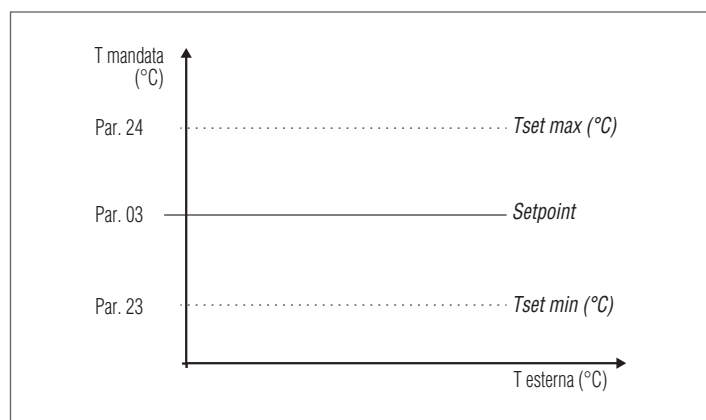 T mandata
(°C)
Par. 24
Tset max (°C)
Par. 03
Setpoint
Par. 23
Tset min (°C)
T esterna (°C)